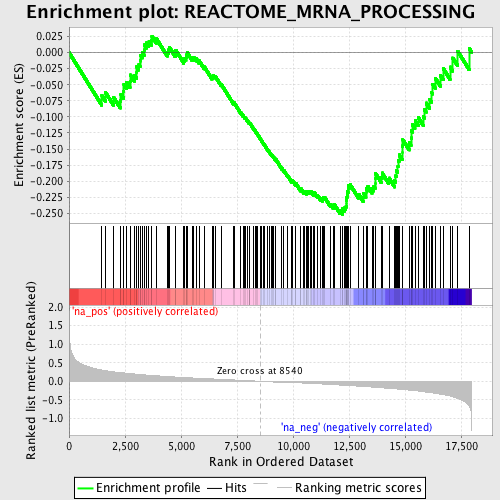 Enrichment plot: REACTOME_MRNA_PROCESSING
Enrichment score (ES)
0.025
0.000
-0.025
-0.050
-0.075
-0.100
-0.125
-0.150
-0.175
-0.200
-0.225
-0.250
'na_pos' (positively correlated)
Ranked list metric (PreRanked)
2.0
1.5
1.0
0.5
0.0
-0.5
-1.0
Zero cross at 8540
'na_neg' (negatively correlated)
0 2,500 5,000 7,500 10,000 12,500 15,000 17,500
Rank in Ordered Dataset
Enrichment profile Hits Ranking metric scores